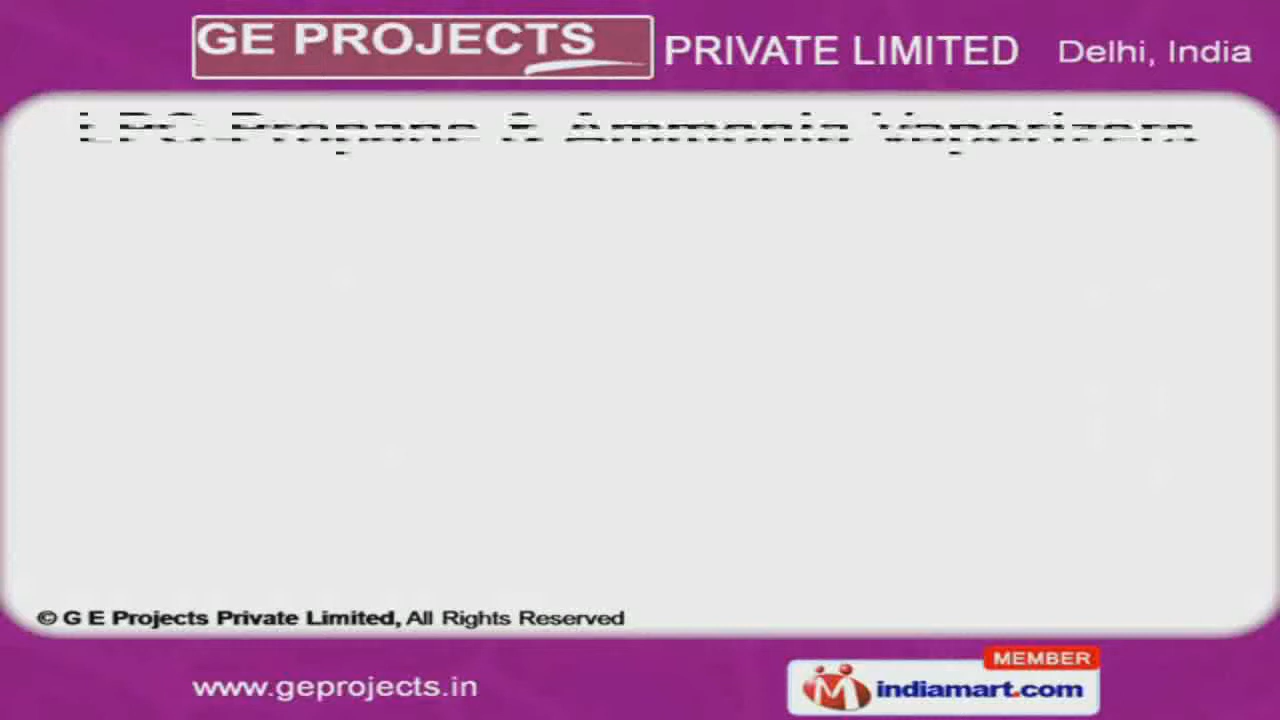 GE PROJECTS PRIVATE LIMITED Delhi, India
LPG Propane & Ammonia Vaporizers
© G E Projects Private Limited, All Rights Reserved
MEMBER
www.geprojects.in
indiamart.com